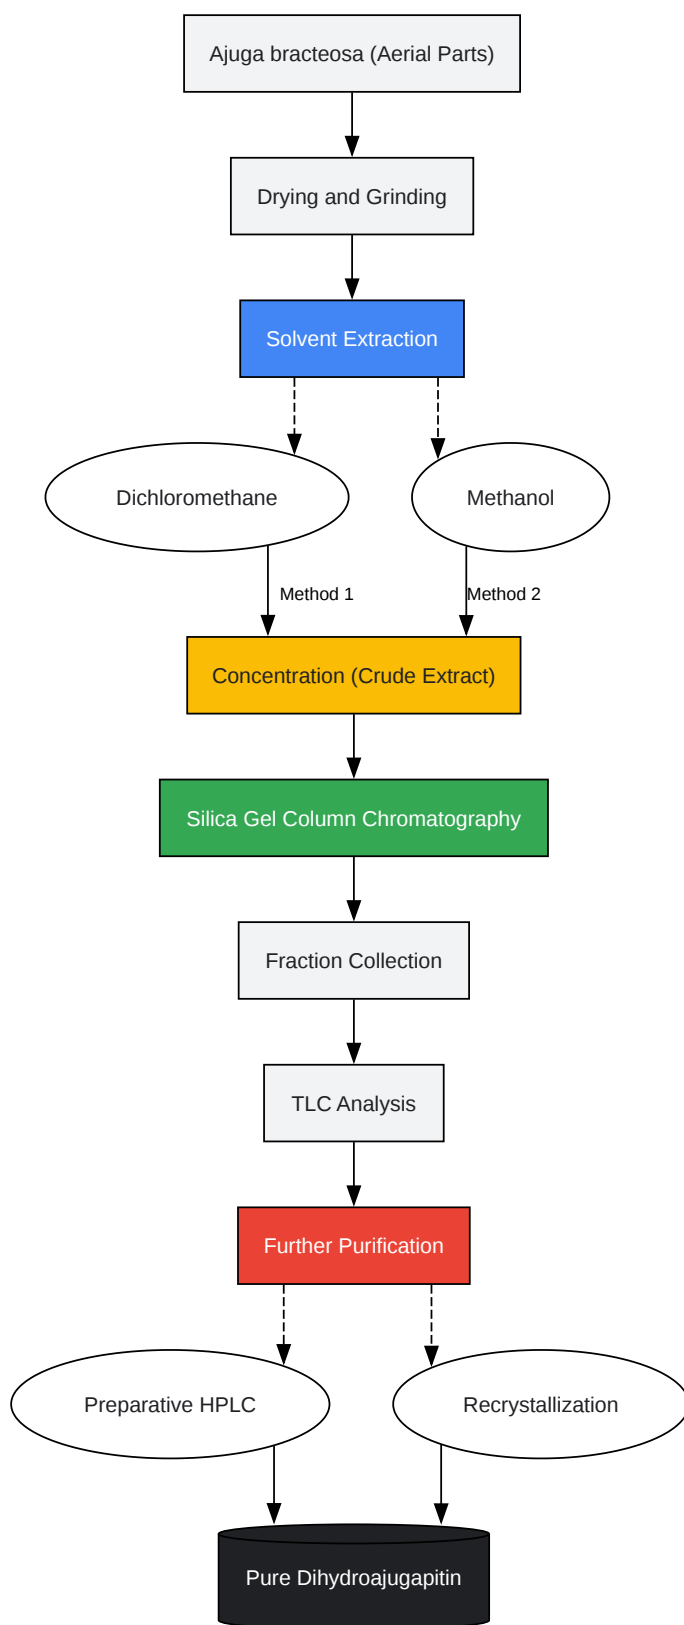 Ajuga bracteosa (Aerial Parts)
Drying and Grinding
Solvent Extraction
Dichloromethane
Methanol
Method 1
Method 2
Concentration (Crude Extract)
Silica Gel Column Chromatography
Fraction Collection
TLC Analysis
Further Purification
Preparative HPLC
Recrystallization
Pure Dihydroajugapitin